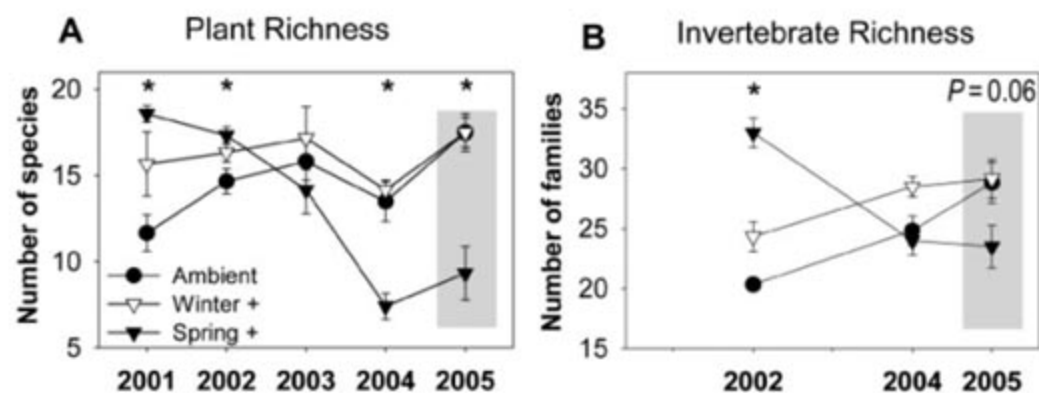 A Plant Richness
Number of species
20
15
10
5
* * * *
Ambient
Winter +
Spring +
2001 2002 2003 2004 2005
B Invertebrate Richness
Number of families
35
30
25
20
15
* P = 0.06
2002 2004 2005